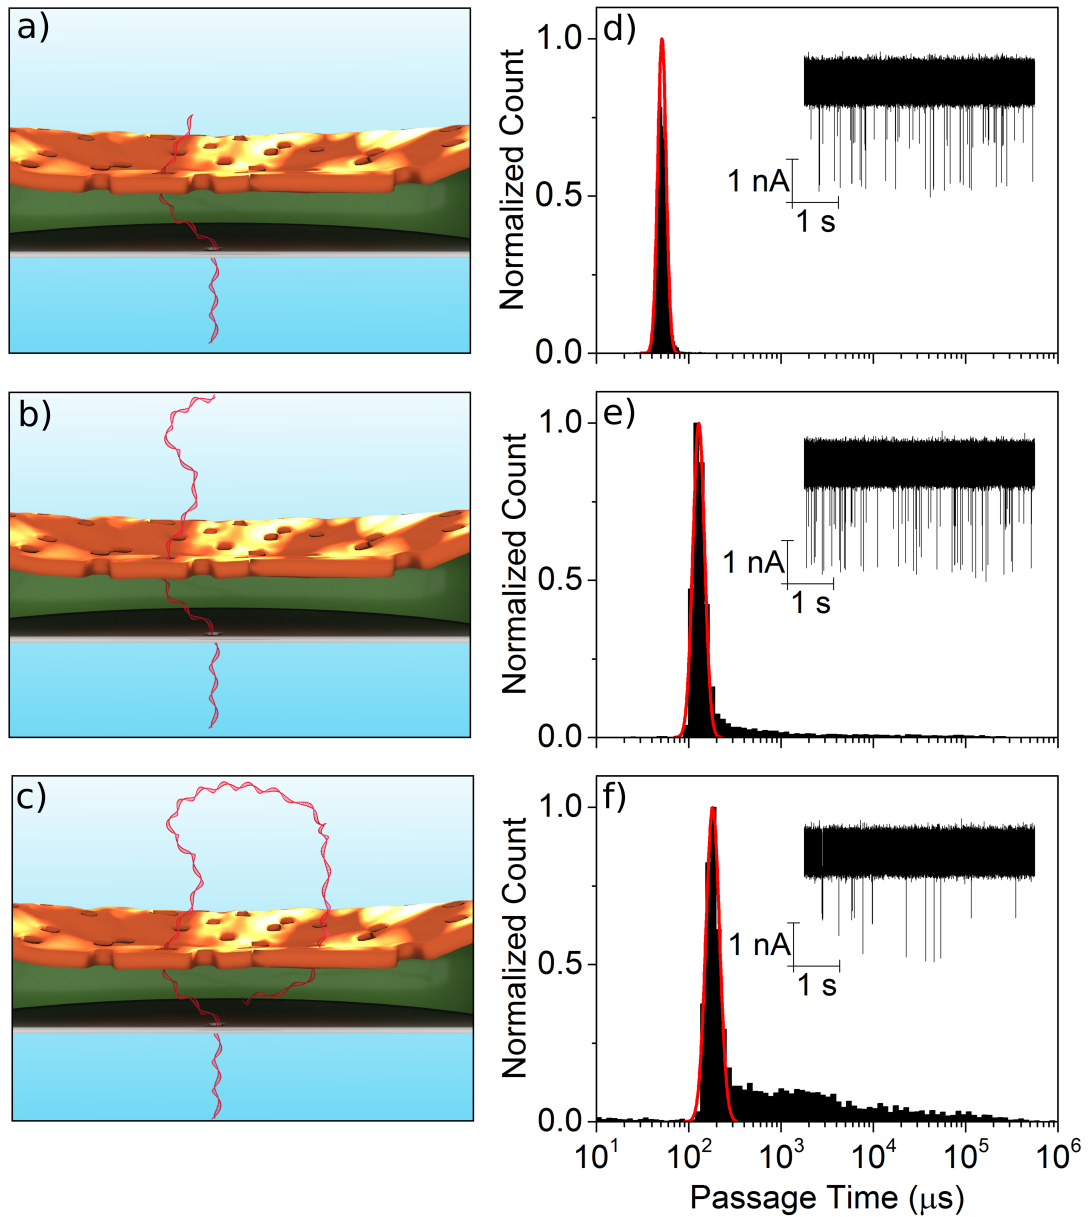 a)
d)
1.0
0.5
0.0
Normalized Count
1 nA
1 s
b)
e)
1.0
0.5
0.0
Normalized Count
1 nA
1 s
c)
f)
1.0
0.5
0.0
Normalized Count
1 nA
1 s
10¹ 10² 10³ 10⁴ 10⁵ 10⁶
Passage Time (μs)